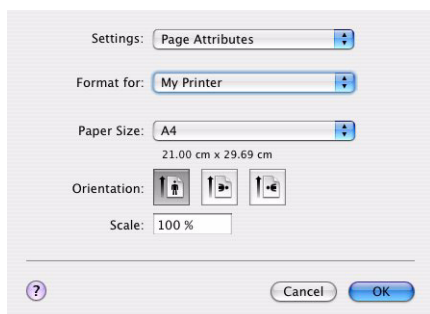 Settings: Page Attributes
Format for: My Printer
Paper Size: A4
21.00 cm x 29.69 cm
Orientation:
Scale: 100 %
? Cancel OK